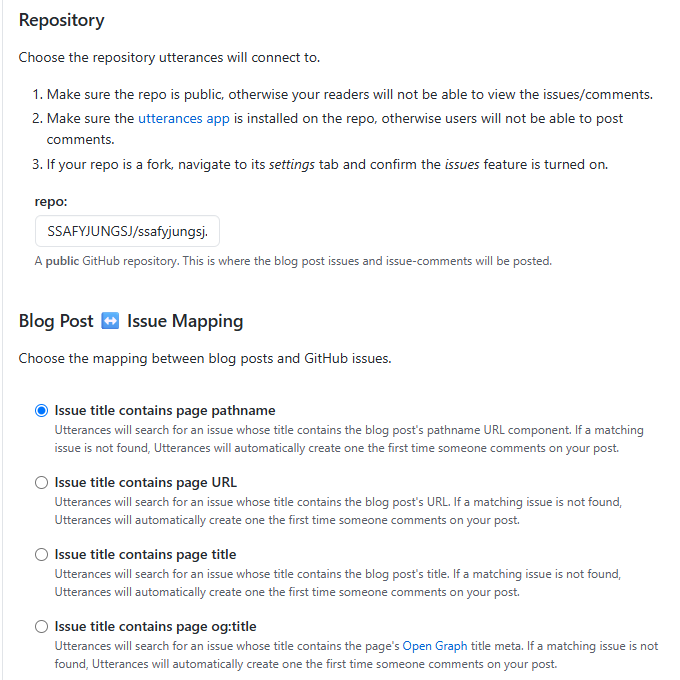 Repository
Choose the repository utterances will connect to.
1. Make sure the repo is public, otherwise your readers will not be able to view the issues/comments.
2. Make sure the utterances app is installed on the repo, otherwise users will not be able to post
comments.
3. If your repo is a fork, navigate to its settings tab and confirm the issues feature is turned on.
repo:
SSAFYJUNGSJ/ssafyjungsj.
A public GitHub repository. This is where the blog post issues and issue-comments will be posted.
Blog Post ↔️ Issue Mapping
Choose the mapping between blog posts and GitHub issues.
Issue title contains page pathname
Utterances will search for an issue whose title contains the blog post's pathname URL component. If a matching
issue is not found, Utterances will automatically create one the first time someone comments on your post.
Issue title contains page URL
Utterances will search for an issue whose title contains the blog post's URL. If a matching issue is not found,
Utterances will automatically create one the first time someone comments on your post.
Issue title contains page title
Utterances will search for an issue whose title contains the blog post's title. If a matching issue is not found,
Utterances will automatically create one the first time someone comments on your post.
Issue title contains page og:title
Utterances will search for an issue whose title contains the page's Open Graph title meta. If a matching issue is not
found, Utterances will automatically create one the first time someone comments on your post.